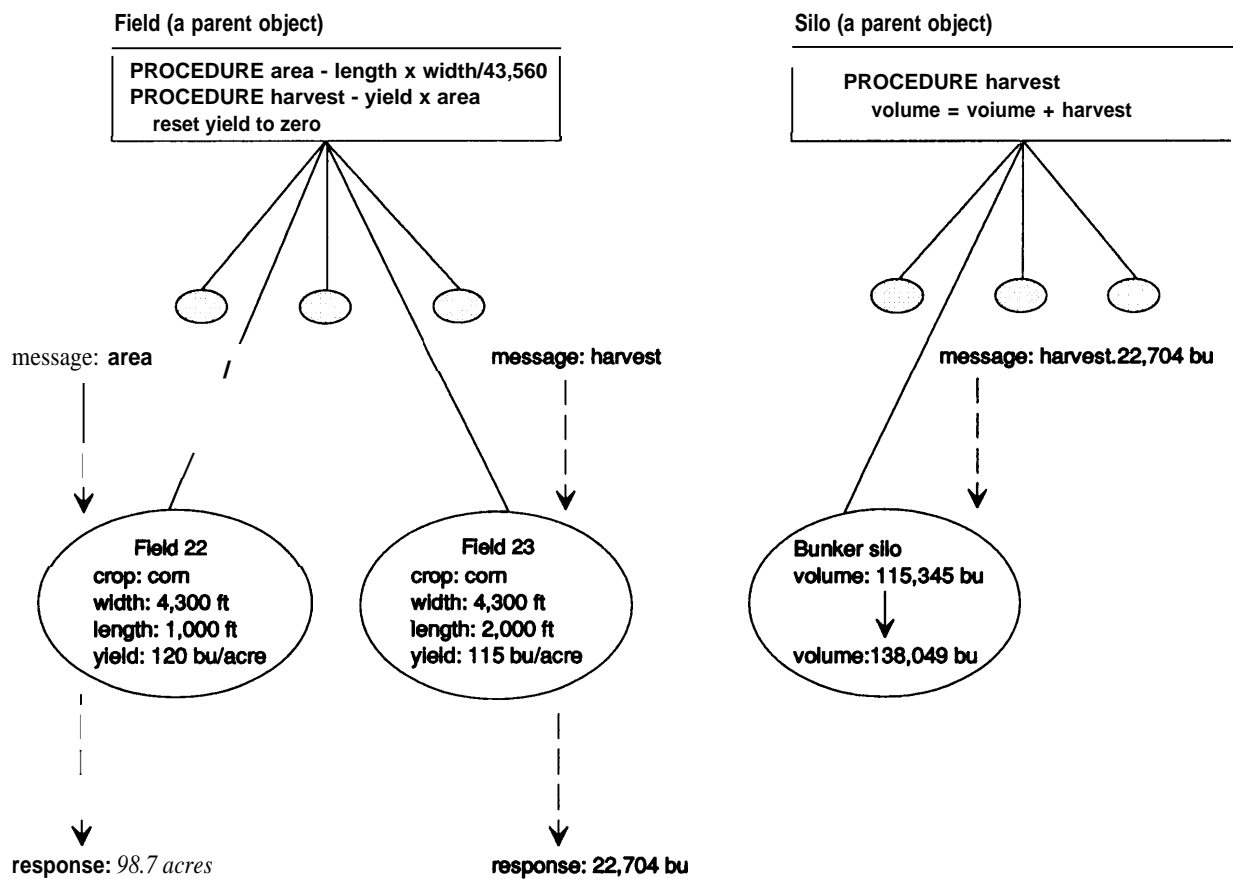 Field (a parent object)
PROCEDURE area - length x width/43,560
PROCEDURE harvest - yield x area
reset yield to zero
Silo (a parent object)
PROCEDURE harvest
volume = voiume + harvest
message: area
message: harvest
message: harvest.22,704 bu
Field 22
crop: corn
width: 4,300 ft
length: 1,000 ft
yield: 120 bu/acre
Field 23
crop: corn
width: 4,300 ft
length: 2,000 ft
yield: 115 bu/acre
Bunker silo
volume: 115,345 bu
volume:138,049 bu
response: 98.7 acres
response: 22,704 bu